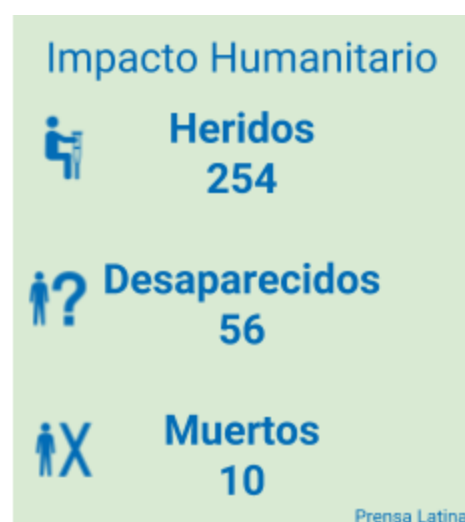 Impacto Humanitario
Heridos
254
Desaparecidos
56
Muertos
10
Prensa Latina